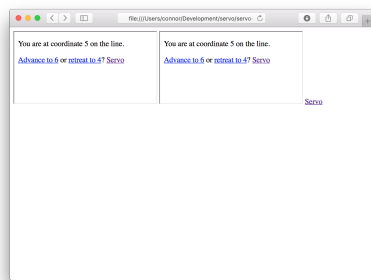 file:///Users/connor/Development/servo/servo
You are at coordinate 5 on the line.
Advance to 6 or retreat to 4? Servo
You are at coordinate 5 on the line.
Advance to 6 or retreat to 4? Servo
Servo